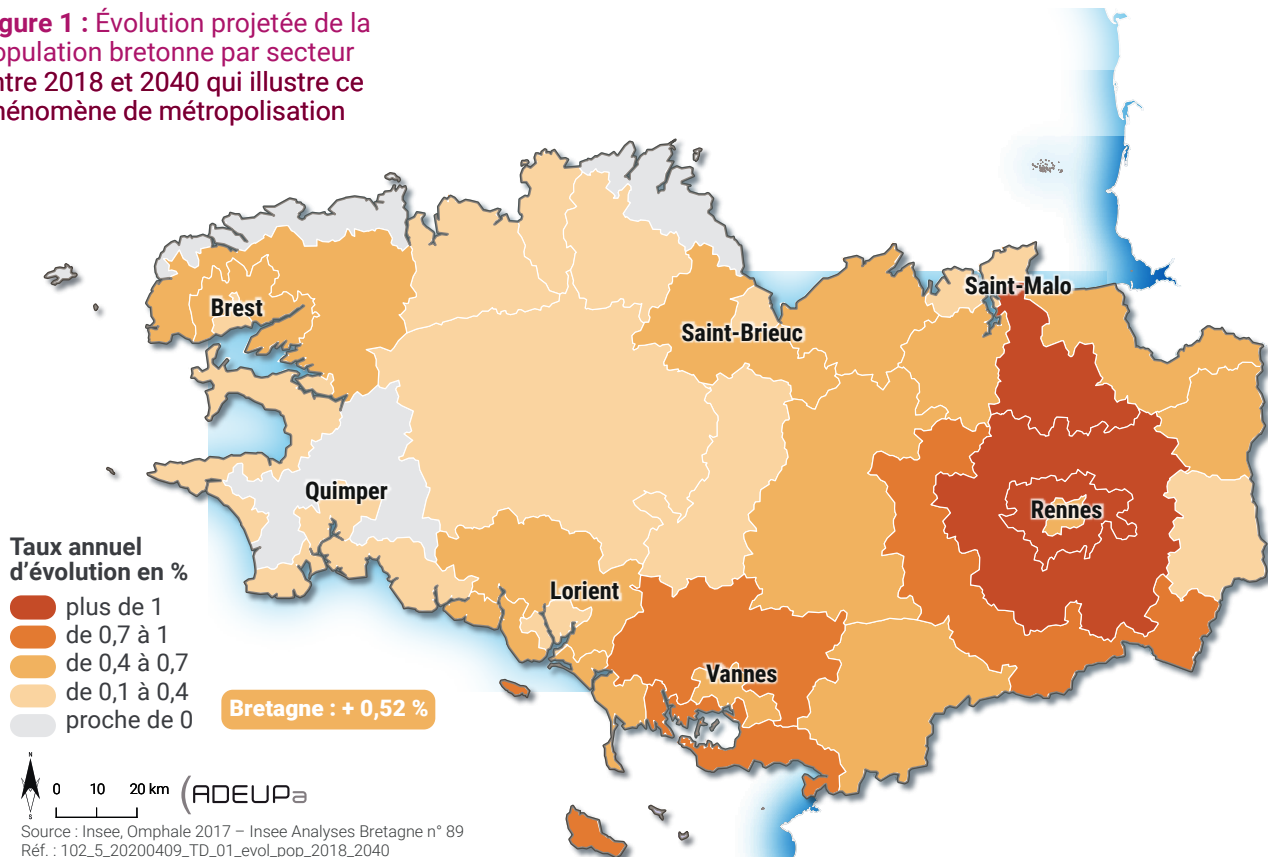 igure 1 : Évolution projetée de la
opulation bretonne par secteur
ntre 2018 et 2040 qui illustre ce
hénomène de métropolisation
Brest
Saint-Brieuc
Saint-Malo
Quimper
Rennes
Lorient
Vannes
Taux annuel
d'évolution en %
plus de 1
de 0,7 à 1
de 0,4 à 0,7
de 0,1 à 0,4
proche de 0
Bretagne : + 0,52 %
N
S
0 10 20 km
ADEUPa
Source : Insee, Omphale 2017 – Insee Analyses Bretagne n° 89
Réf. : 102_5_20200409_TD_01_evol_pop_2018_2040